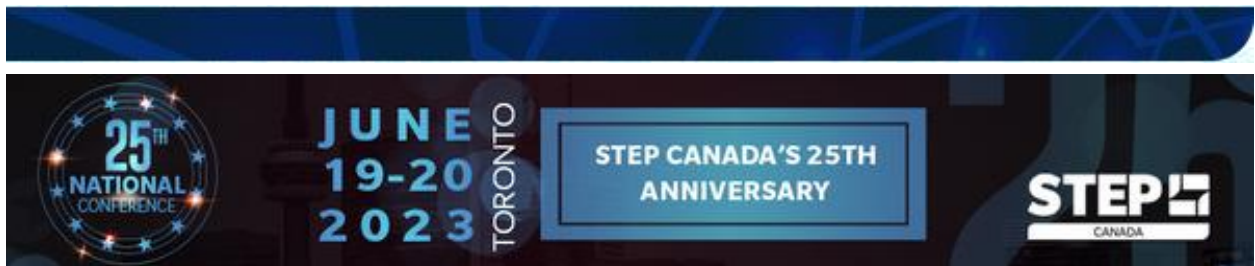 25TH
NATIONAL
CONFERENCE
JUNE
19-20
2023
TORONTO
STEP CANADA'S 25TH
ANNIVERSARY
STEP
CANADA